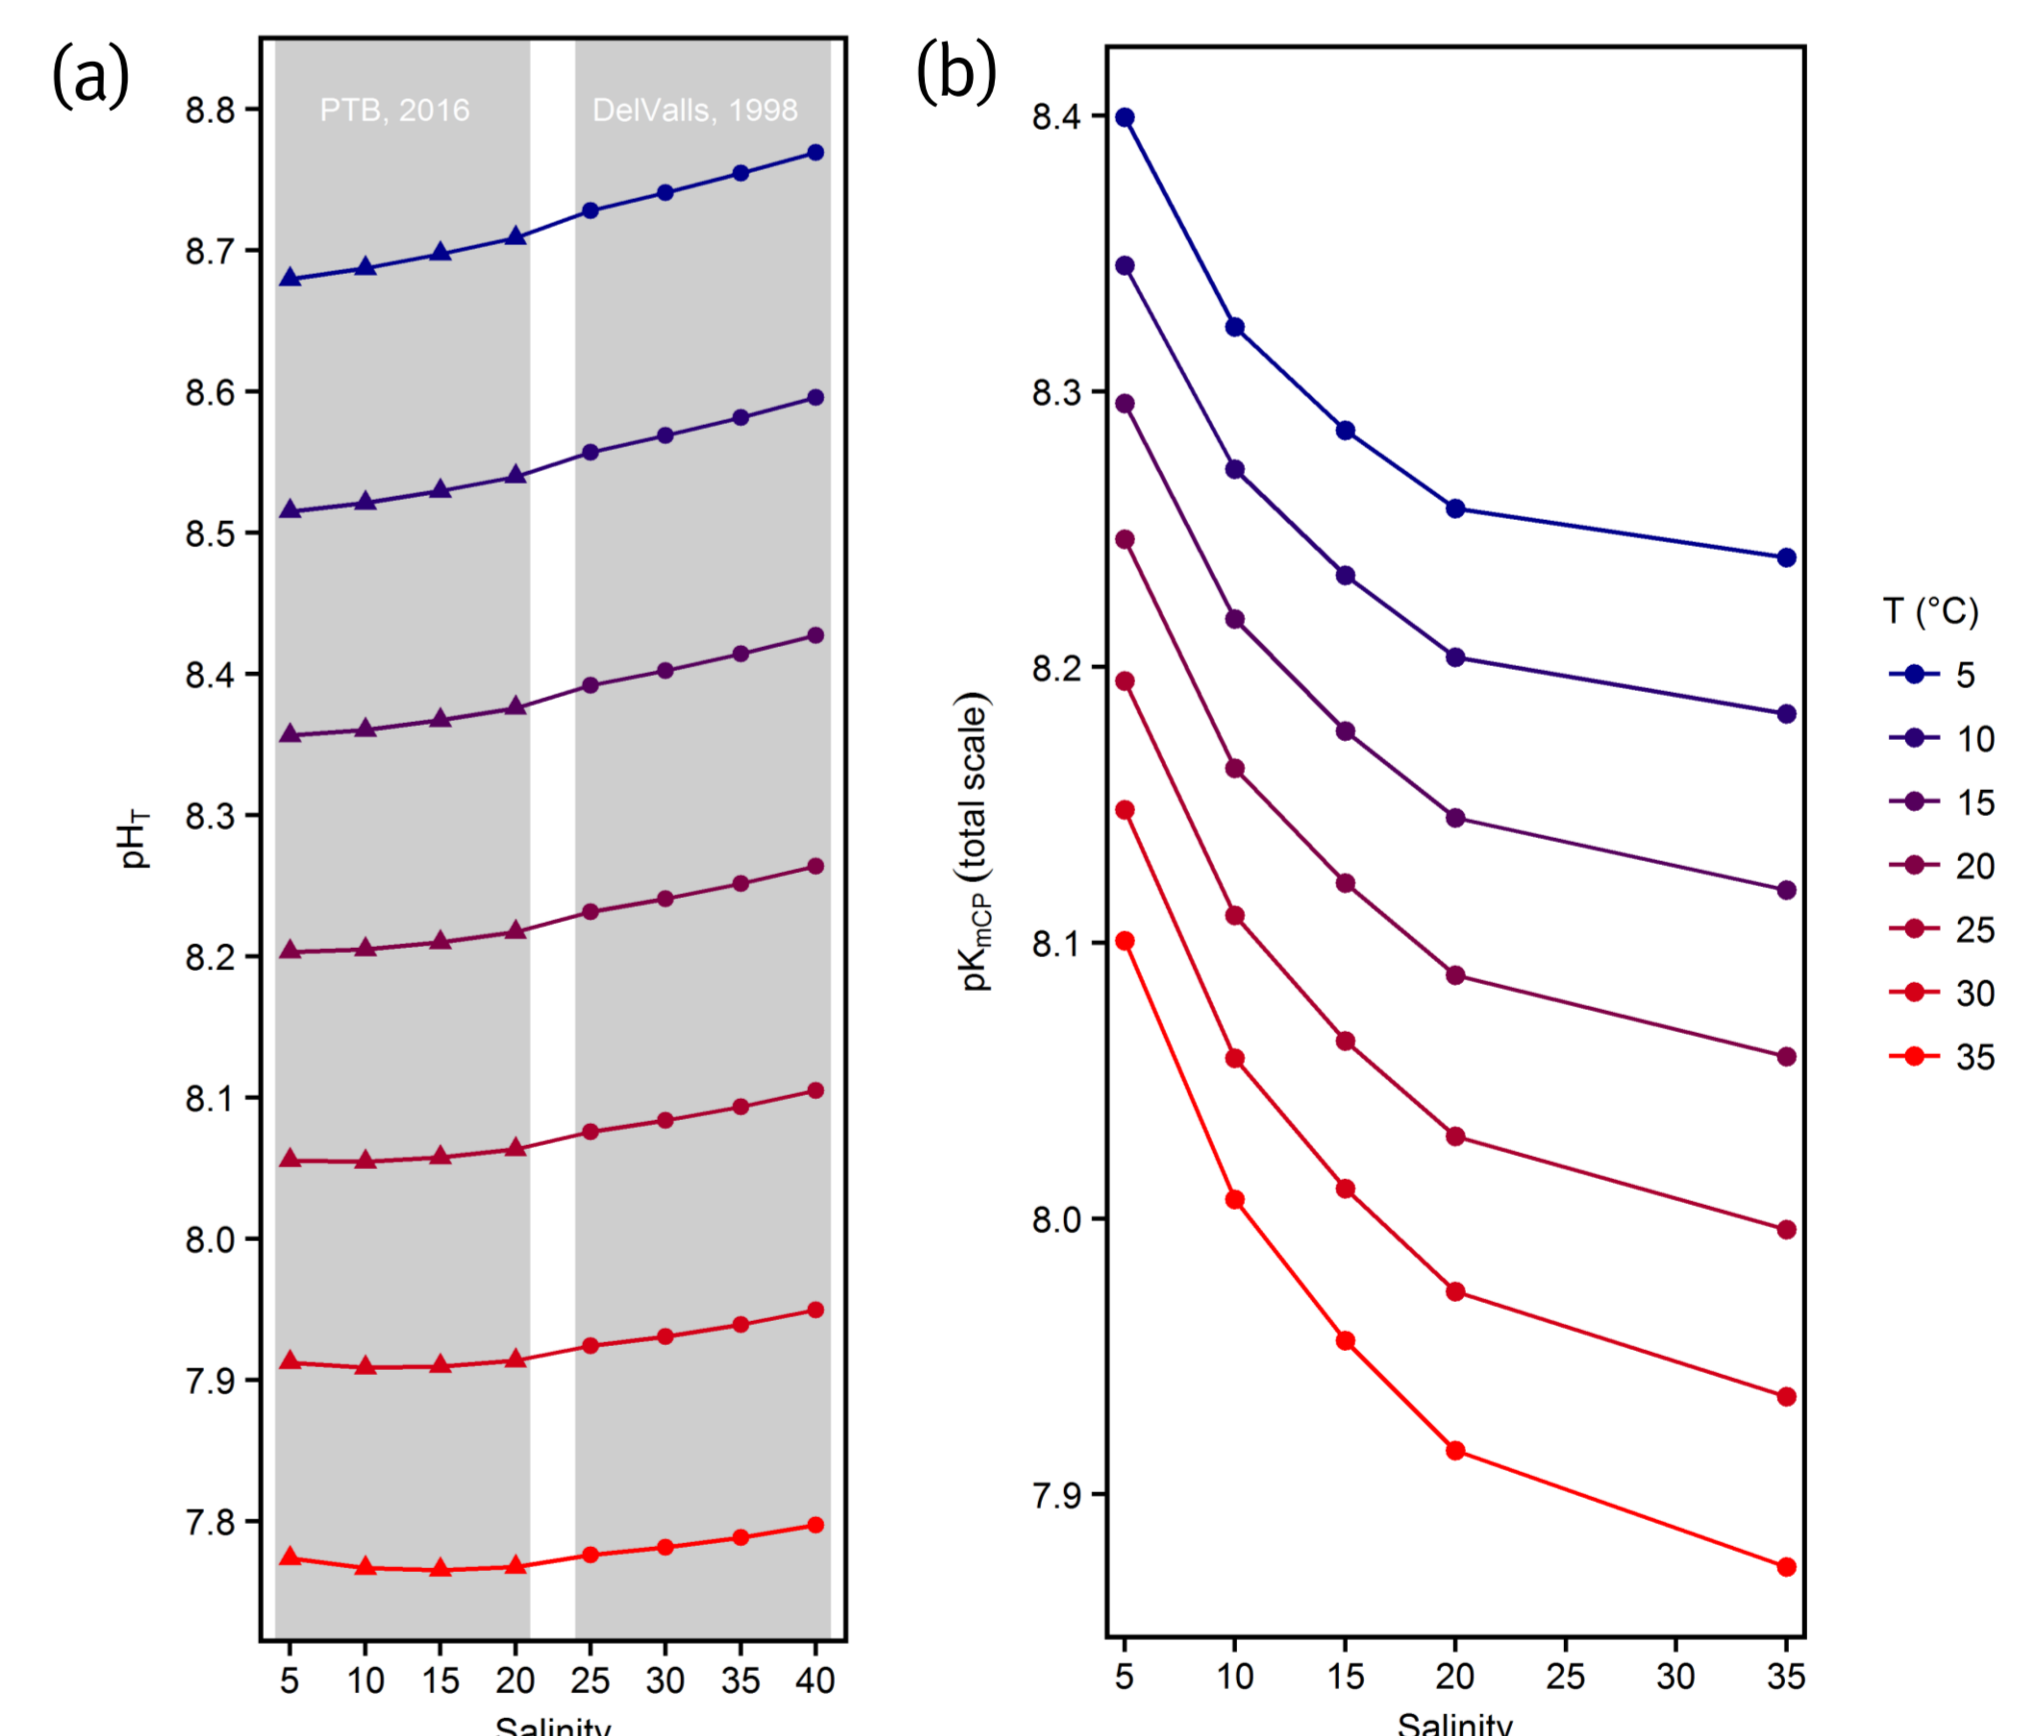 (a)
PTB, 2016
DelValls, 1998
8.8
8.7
8.6
8.5
8.4
8.3
8.2
8.1
8.0
7.9
7.8
pHT
5 10 15 20 25 30 35 40
Salinity
(b)
8.4
8.3
8.2
8.1
8.0
7.9
pKmCP (total scale)
5 10 15 20 25 30 35
Salinity
T (°C)
5
10
15
20
25
30
35